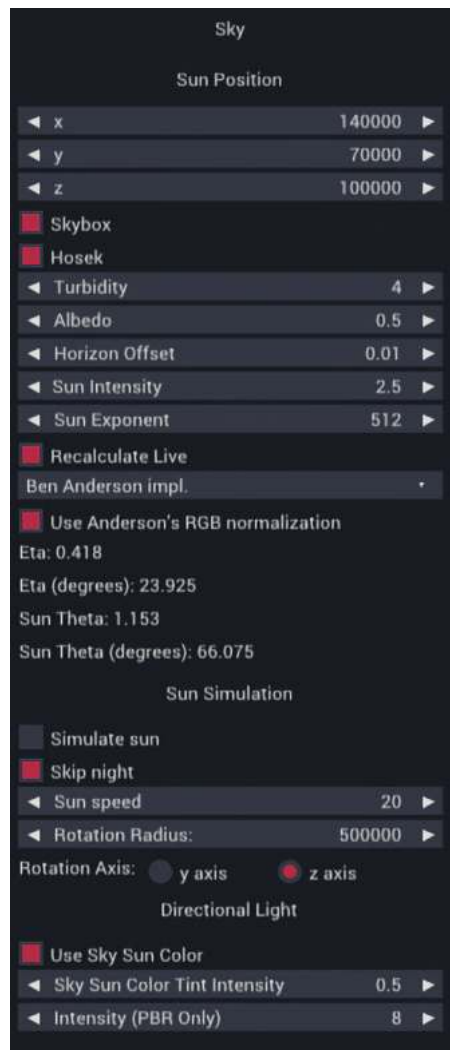 Sky
Sun Position
x 140000
y 70000
z 100000
Skybox
Hosek
Turbidity 4
Albedo 0.5
Horizon Offset 0.01
Sun Intensity 2.5
Sun Exponent 512
Recalculate Live
Ben Anderson impl.
Use Anderson's RGB normalization
Eta: 0.418
Eta (degrees): 23.925
Sun Theta: 1.153
Sun Theta (degrees): 66.075
Sun Simulation
Simulate sun
Skip night
Sun speed 20
Rotation Radius: 500000
Rotation Axis: y axis z axis
Directional Light
Use Sky Sun Color
Sky Sun Color Tint Intensity 0.5
Intensity (PBR Only) 8